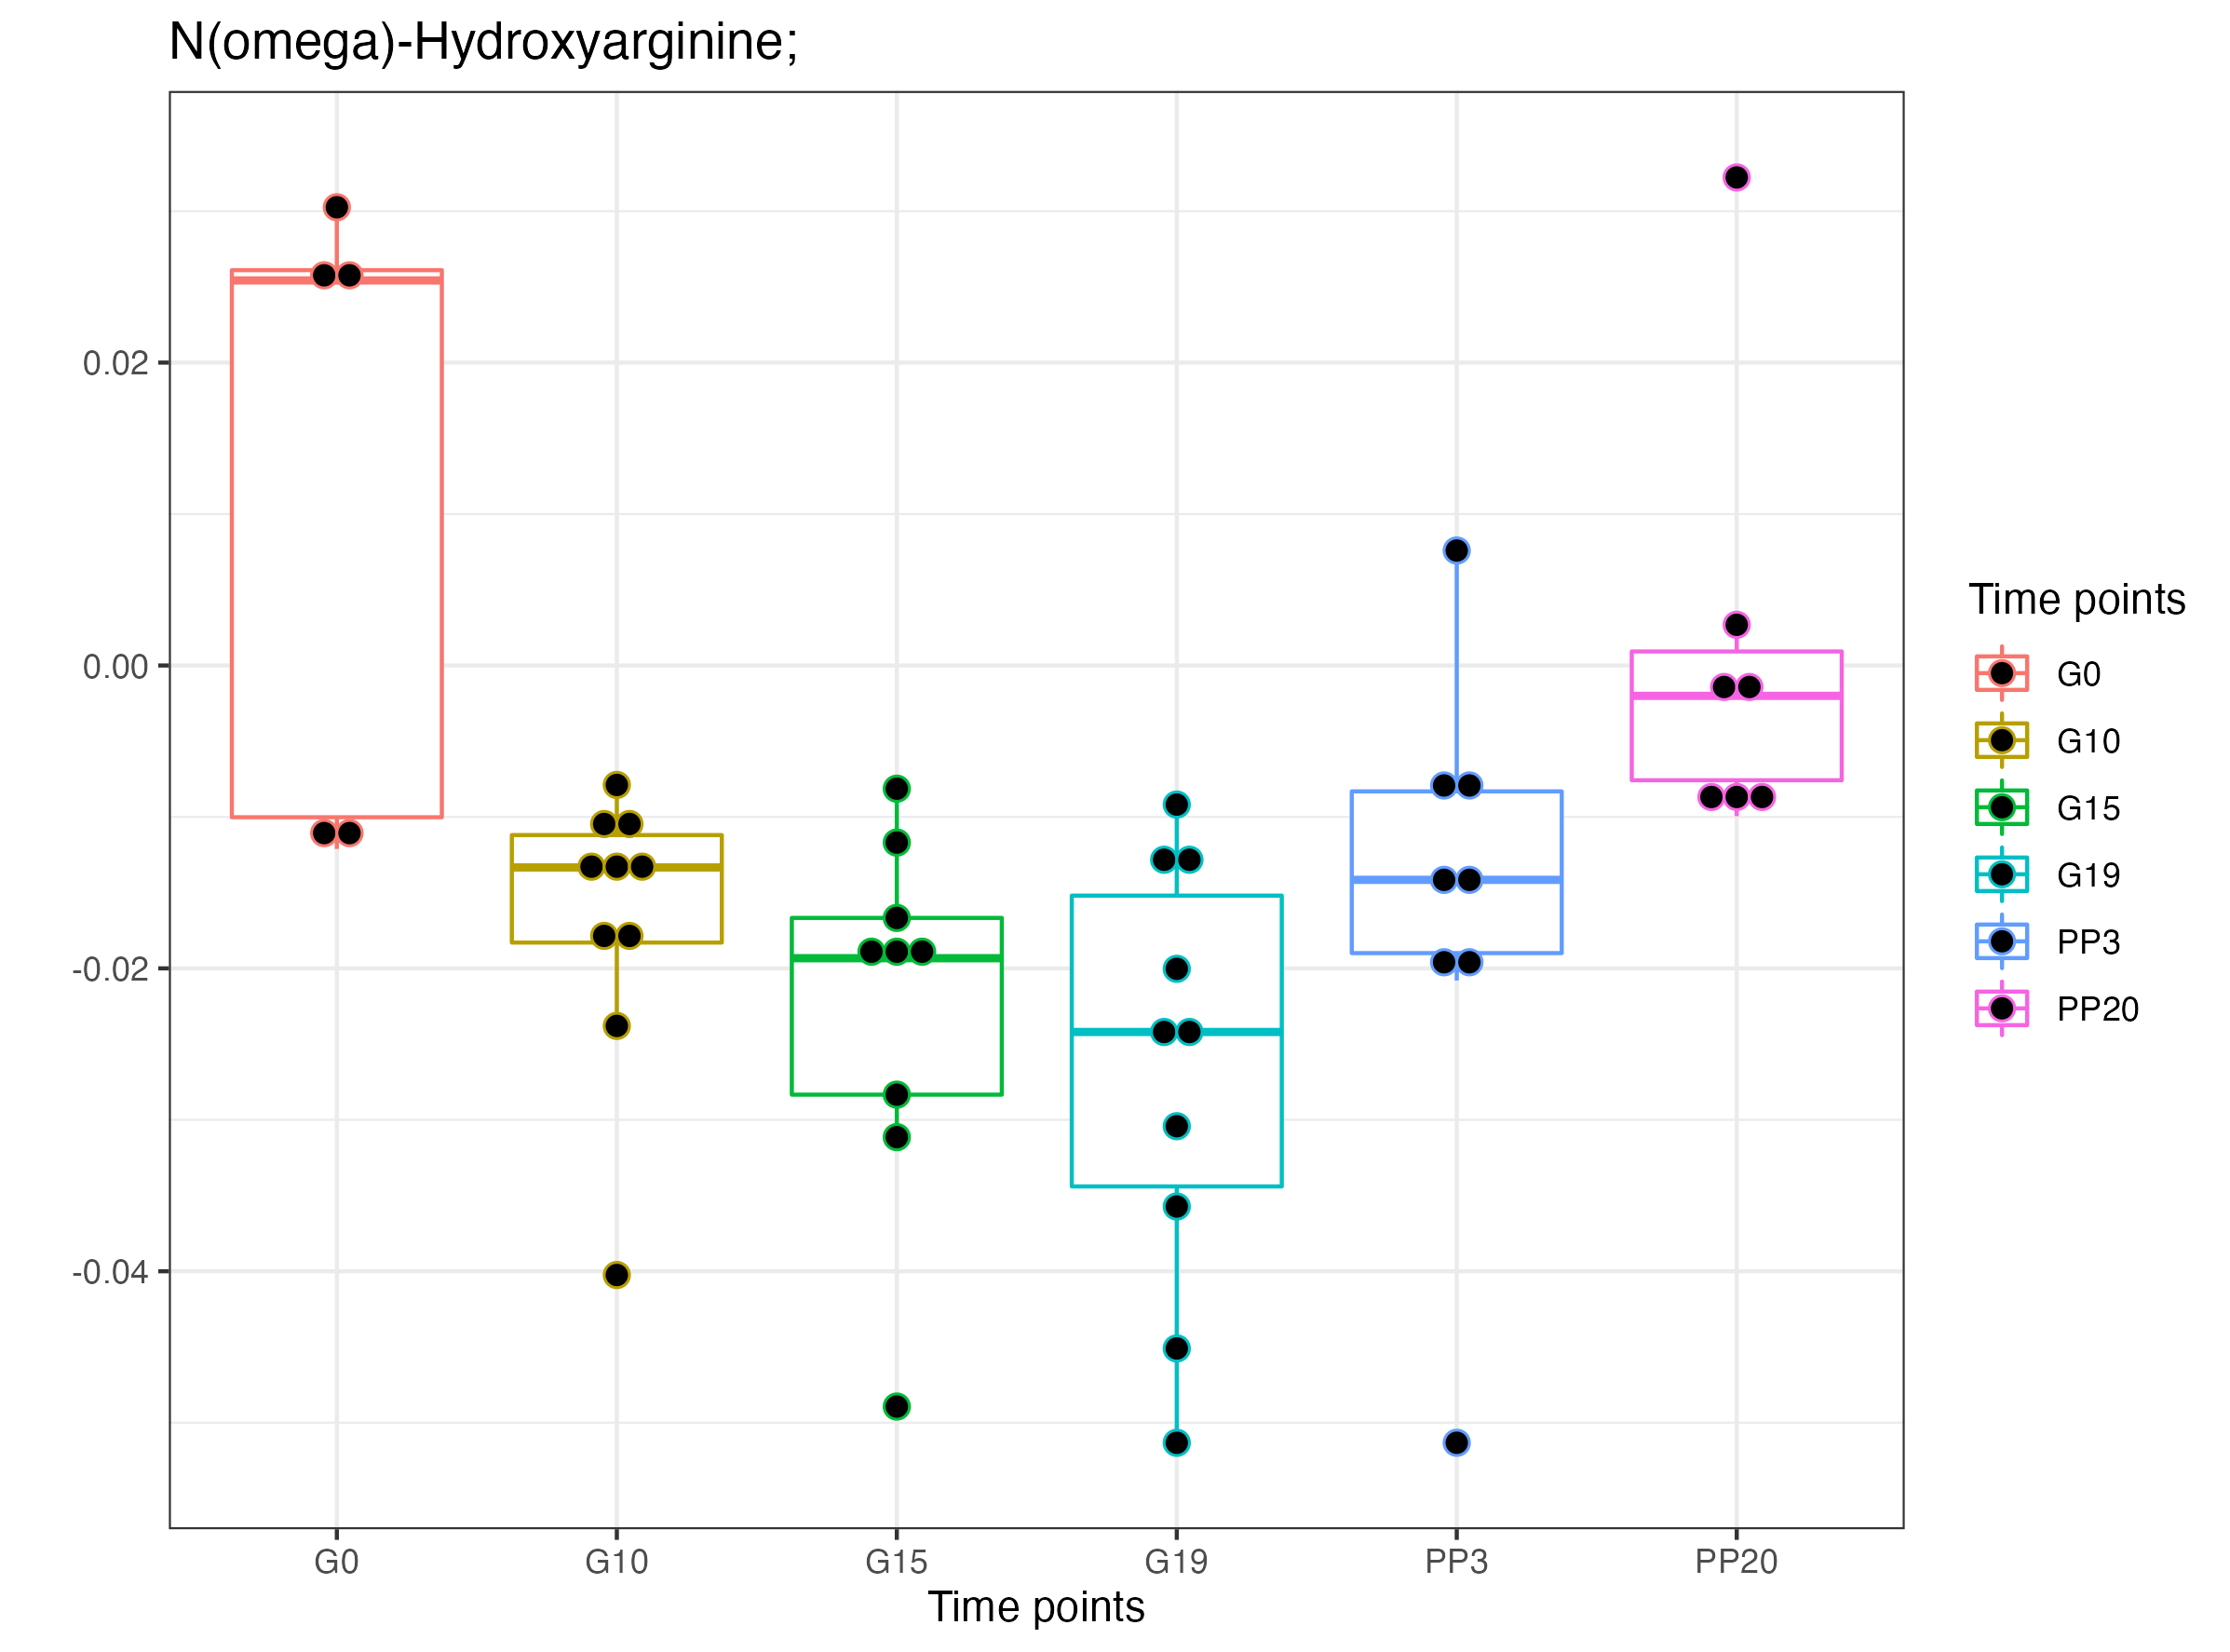 N(omega)-Hydroxyarginine;
0.02
0.00
-0.02
-0.04
G0 G10 G15 G19 PP3 PP20
Time points
Time points
G0
G10
G15
G19
PP3
PP20